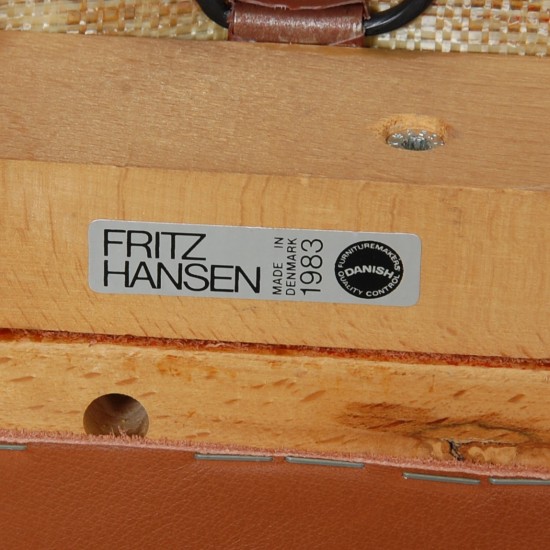 FRITZ
HANSEN
MADE IN
DENMARK
1983
FURNITUREMAKERS
DANISH
QUALITY CONTROL